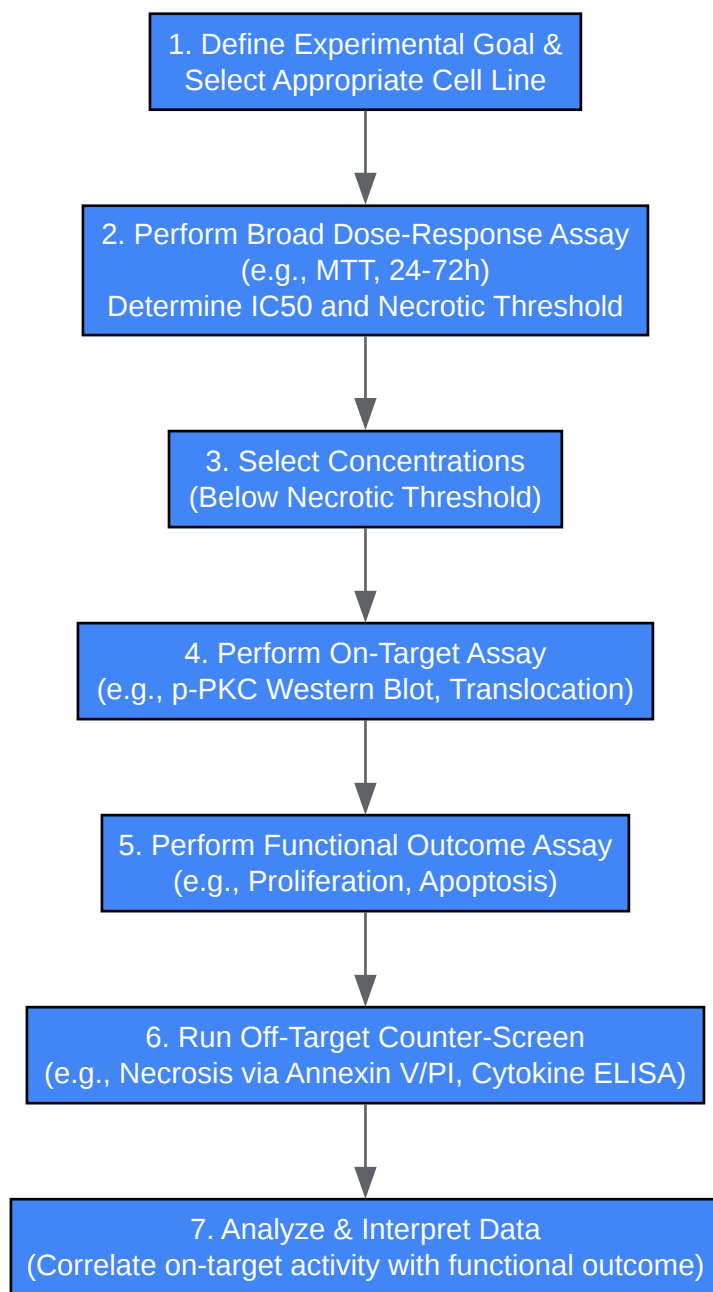 1. Define Experimental Goal &
Select Appropriate Cell Line
2. Perform Broad Dose-Response Assay
(e.g., MTT, 24-72h)
Determine IC50 and Necrotic Threshold
3. Select Concentrations
(Below Necrotic Threshold)
4. Perform On-Target Assay
(e.g., p-PKC Western Blot, Translocation)
5. Perform Functional Outcome Assay
(e.g., Proliferation, Apoptosis)
6. Run Off-Target Counter-Screen
(e.g., Necrosis via Annexin V/PI, Cytokine ELISA)
7. Analyze & Interpret Data
(Correlate on-target activity with functional outcome)